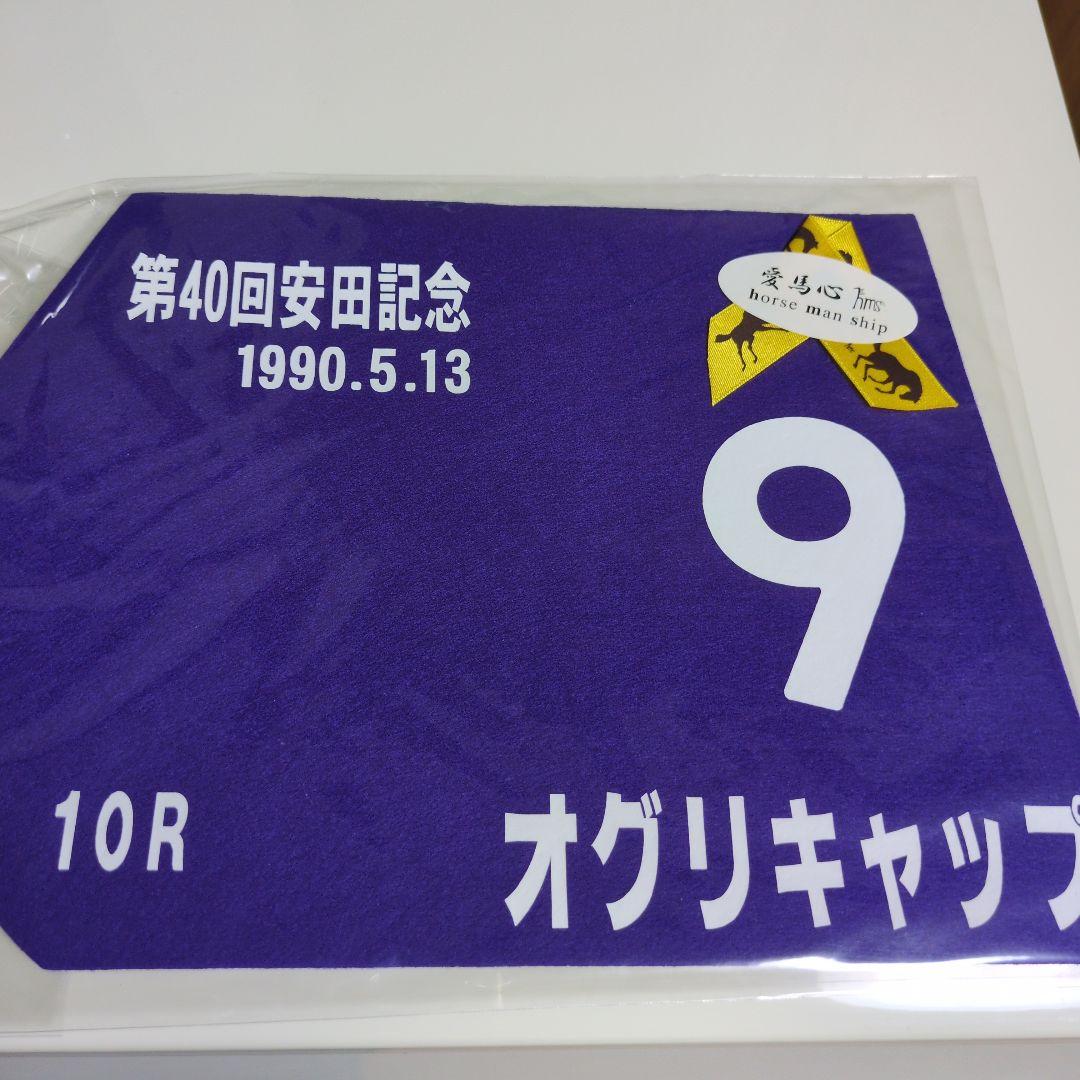 第40回安田記念
1990.5.13
愛馬心 hms
horse man ship
9
10R
オグリキャップ